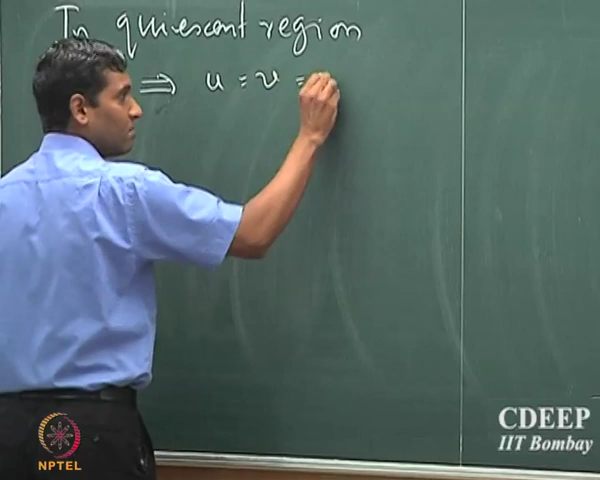 In quiescent region
⇒ u = v =
CDEEP
IIT Bombay
NPTEL